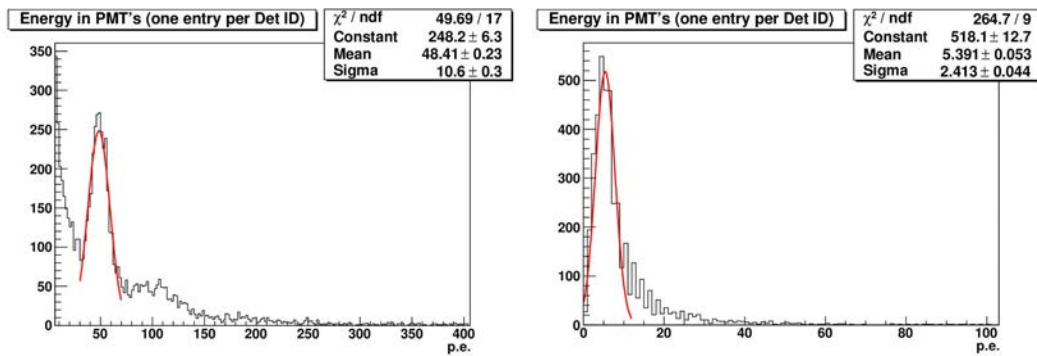 Energy in PMT's (one entry per Det ID)
χ² / ndf 49.69 / 17
Constant 248.2 ± 6.3
Mean 48.41 ± 0.23
Sigma 10.6 ± 0.3
350
300
250
200
150
100
50
0
50 100 150 200 250 300 350 400
p.e.
Energy in PMT's (one entry per Det ID)
χ² / ndf 264.7 / 9
Constant 518.1 ± 12.7
Mean 5.391 ± 0.053
Sigma 2.413 ± 0.044
500
400
300
200
100
0
0 20 40 60 80 100
p.e.